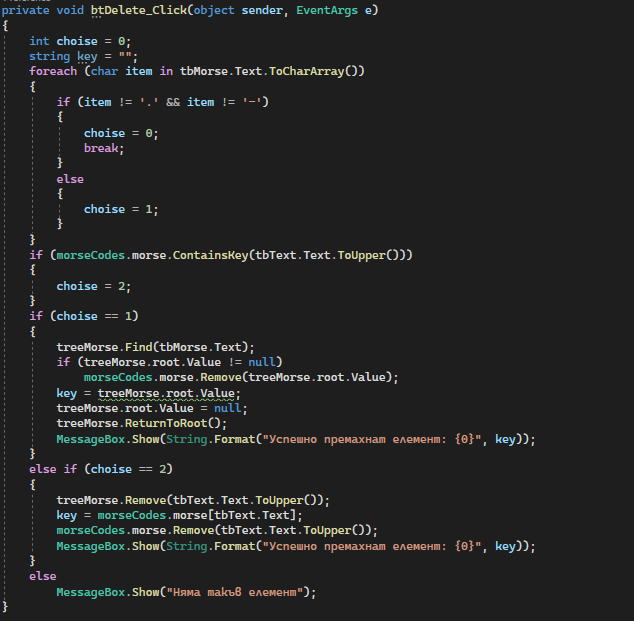 private void btDelete_Click(object sender, EventArgs e)
{
int choise = 0;
string key = "";
foreach (char item in tbMorse.Text.ToCharArray())
{
if (item != '.' && item != '-')
{
choise = 0;
break;
}
else
{
choise = 1;
}
}
if (morseCodes.morse.ContainsKey(tbText.Text.ToUpper()))
{
choise = 2;
}
if (choise == 1)
{
treeMorse.Find(tbMorse.Text);
if (treeMorse.root.Value != null)
morseCodes.morse.Remove(treeMorse.root.Value);
key = treeMorse.root.Value;
treeMorse.root.Value = null;
treeMorse.ReturnToRoot();
MessageBox.Show(String.Format("Успешно премахнат елемент: {0}", key));
}
else if (choise == 2)
{
treeMorse.Remove(tbText.Text.ToUpper());
key = morseCodes.morse[tbText.Text];
morseCodes.morse.Remove(tbText.Text.ToUpper());
MessageBox.Show(String.Format("Успешно премахнат елемент: {0}", key));
}
else
MessageBox.Show("Няма такъв елемент");
}